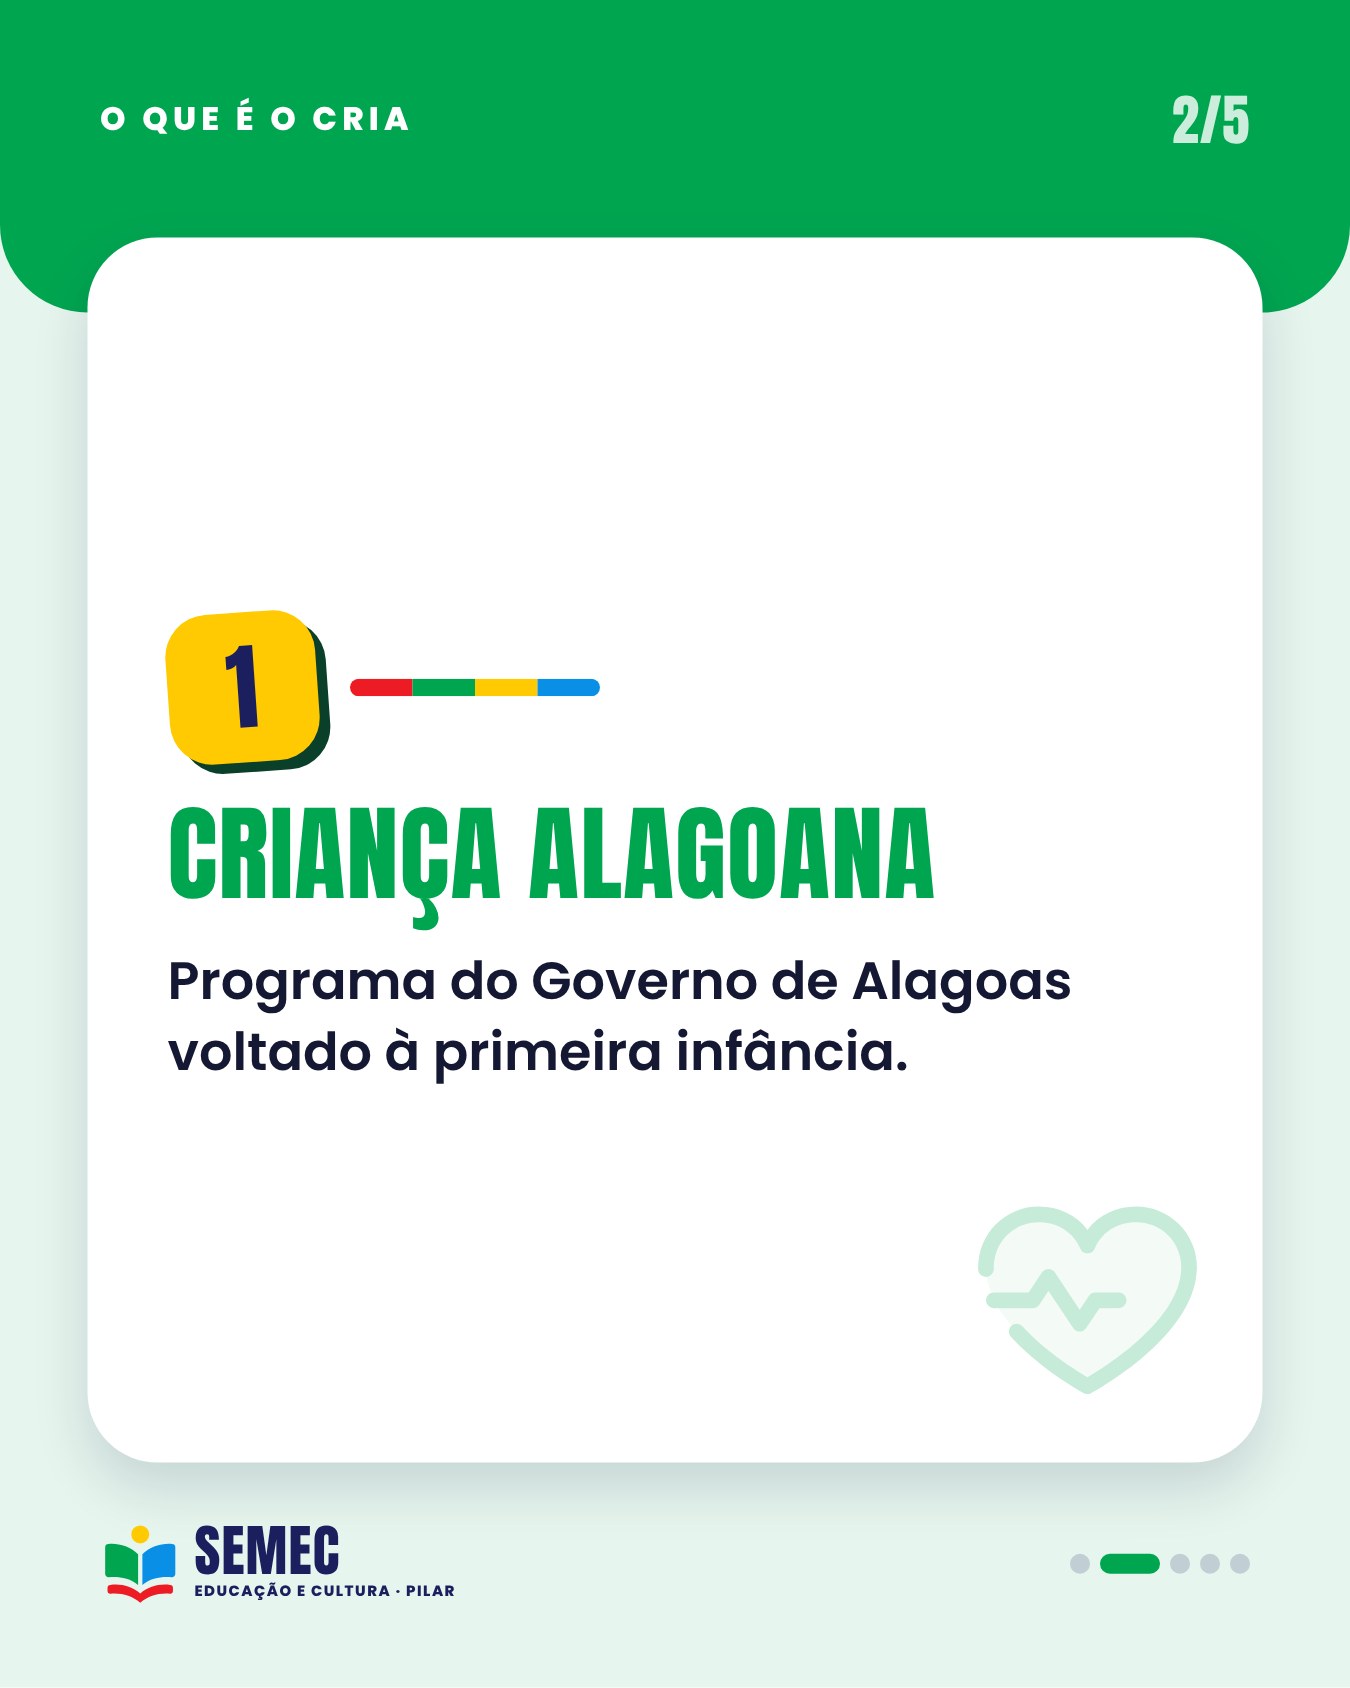 O QUE É O CRIA
2/5
1
CRIANÇA ALAGOANA
Programa do Governo de Alagoas
voltado à primeira infância.
SEMEC
EDUCAÇÃO E CULTURA · PILAR